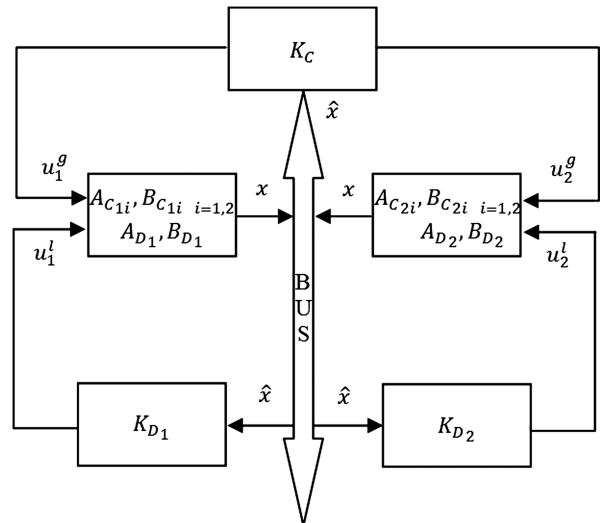 K_C
x̂
u_1^g
u_2^g
A_{C_{1i}}, B_{C_{1i}} i=1,2
A_{D_1}, B_{D_1}
x
x
A_{C_{2i}}, B_{C_{2i}} i=1,2
A_{D_2}, B_{D_2}
u_1^l
u_2^l
B
U
S
K_{D_1}
x̂
x̂
K_{D_2}